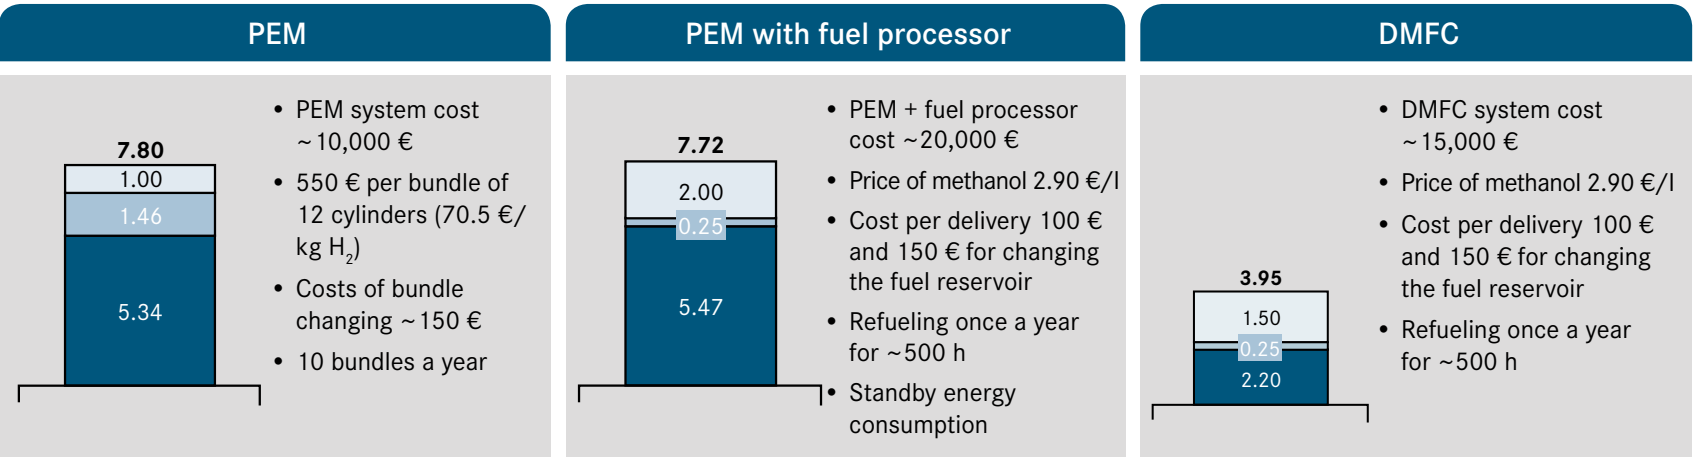 PEM
7.80
1.00
1.46
5.34
• PEM system cost
~10,000 €
• 550 € per bundle of
12 cylinders (70.5 €/
kg H₂)
• Costs of bundle
changing ~150 €
• 10 bundles a year
PEM with fuel processor
7.72
2.00
0.25
5.47
• PEM + fuel processor
cost ~20,000 €
• Price of methanol 2.90 €/l
• Cost per delivery 100 €
and 150 € for changing
the fuel reservoir
• Refueling once a year
for ~500 h
• Standby energy
consumption
DMFC
3.95
1.50
0.25
2.20
• DMFC system cost
~15,000 €
• Price of methanol 2.90 €/l
• Cost per delivery 100 €
and 150 € for changing
the fuel reservoir
• Refueling once a year
for ~500 h